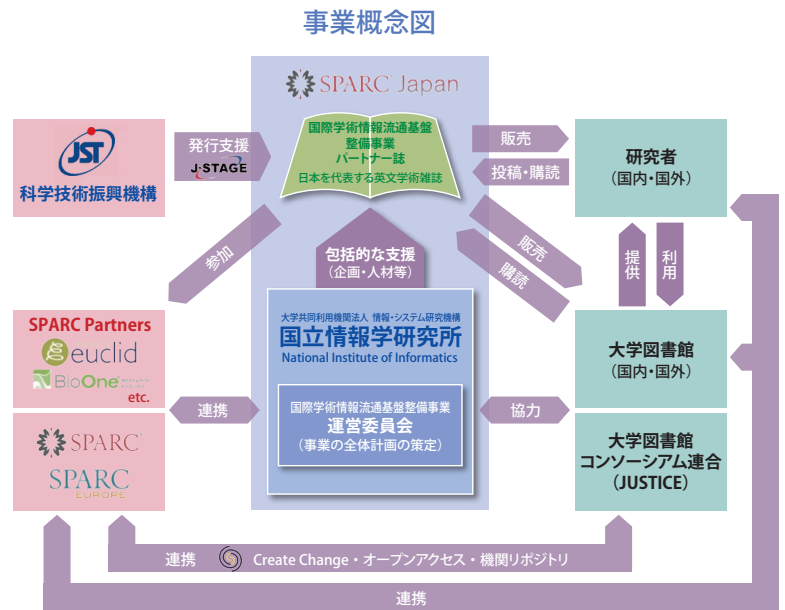 事業概念図
SPARC Japan
国際学術情報流通基盤
整備事業
パートナー誌
日本を代表する英文学術雑誌
JST
科学技術振興機構
発行支援
J-STAGE
販売
投稿・購読
研究者
（国内・国外）
参加
包括的な支援
（企画・人材等）
販売
購読
提供
利用
SPARC Partners
euclid
BioOne
etc.
大学共同利用機関法人 情報・システム研究機構
国立情報学研究所
National Institute of Informatics
大学図書館
（国内・国外）
連携
国際学術情報流通基盤整備事業
運営委員会
（事業の全体計画の策定）
協力
SPARC
SPARC
EUROPE
大学図書館
コンソーシアム連合
（JUSTICE）
連携 Create Change・オープンアクセス・機関リポジトリ
連携